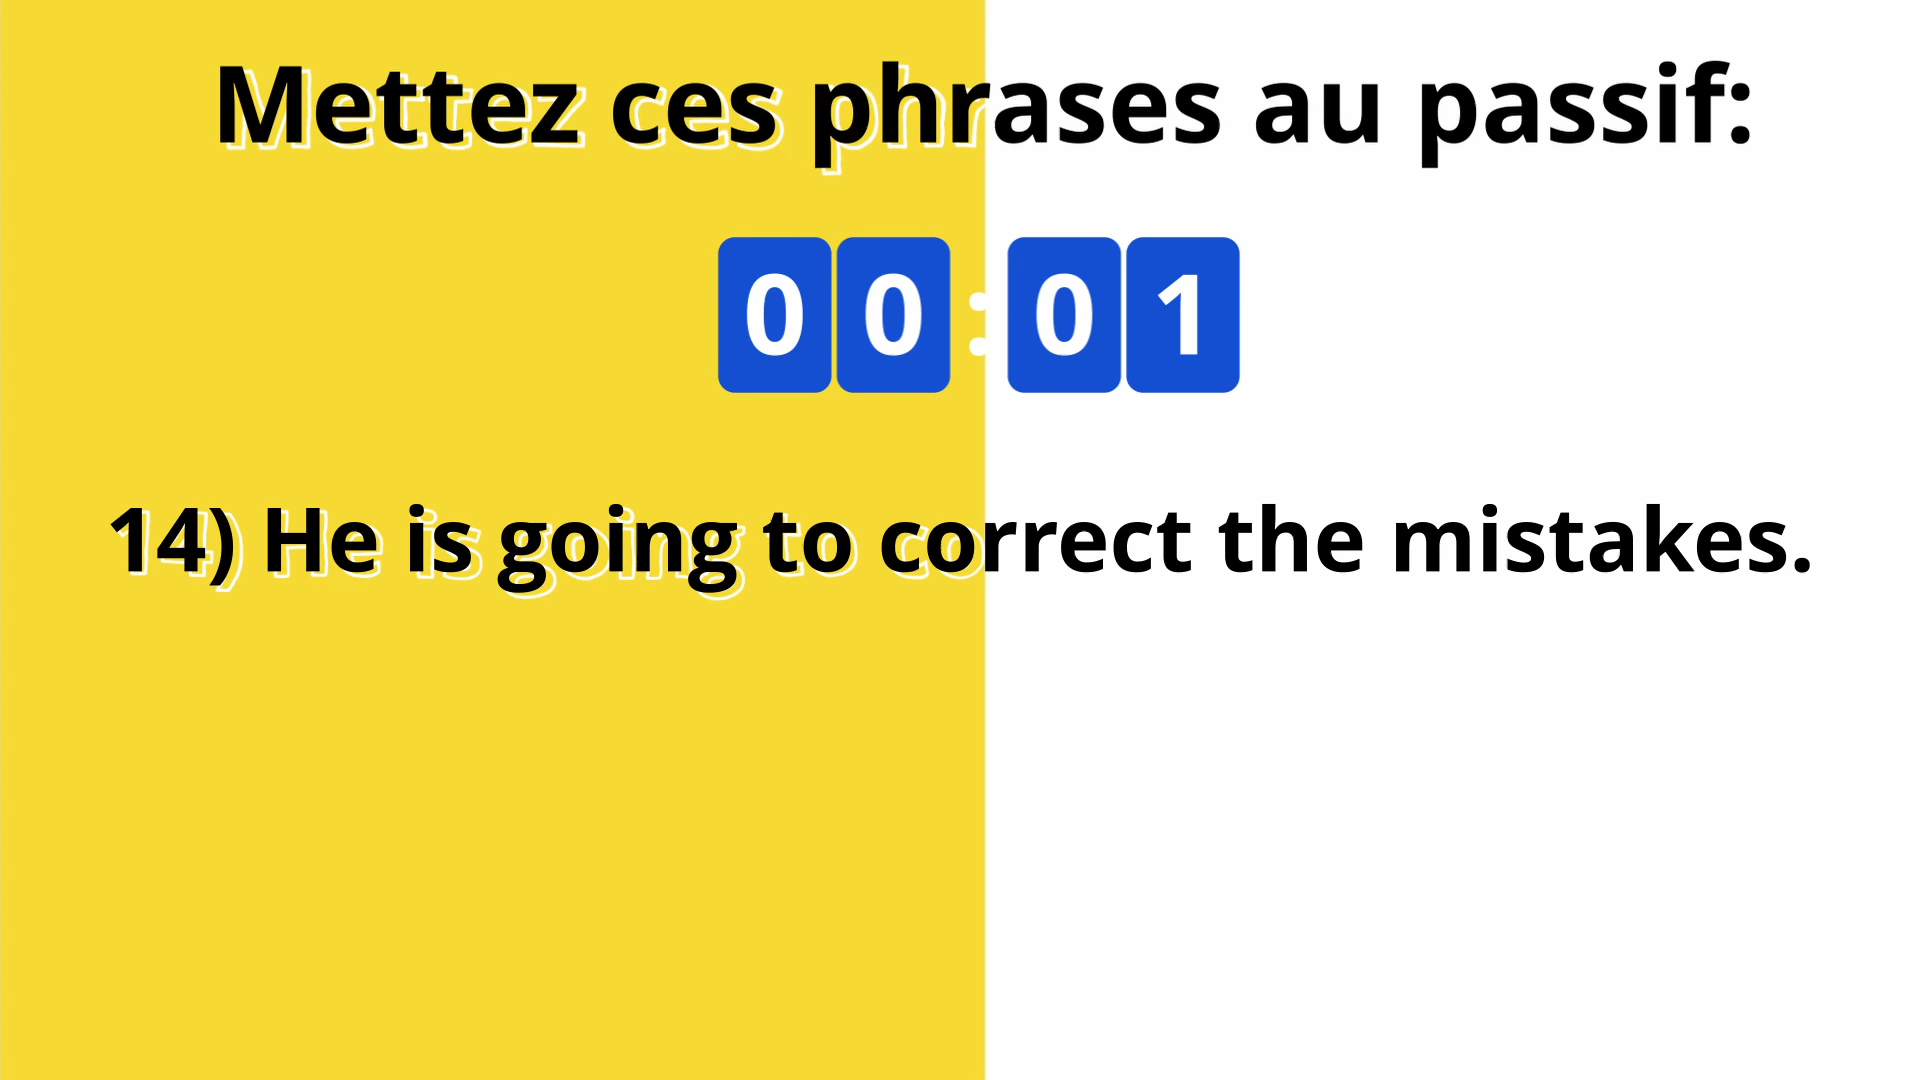 Mettez ces phrases au passif:
00:01
14) He is going to correct the mistakes.